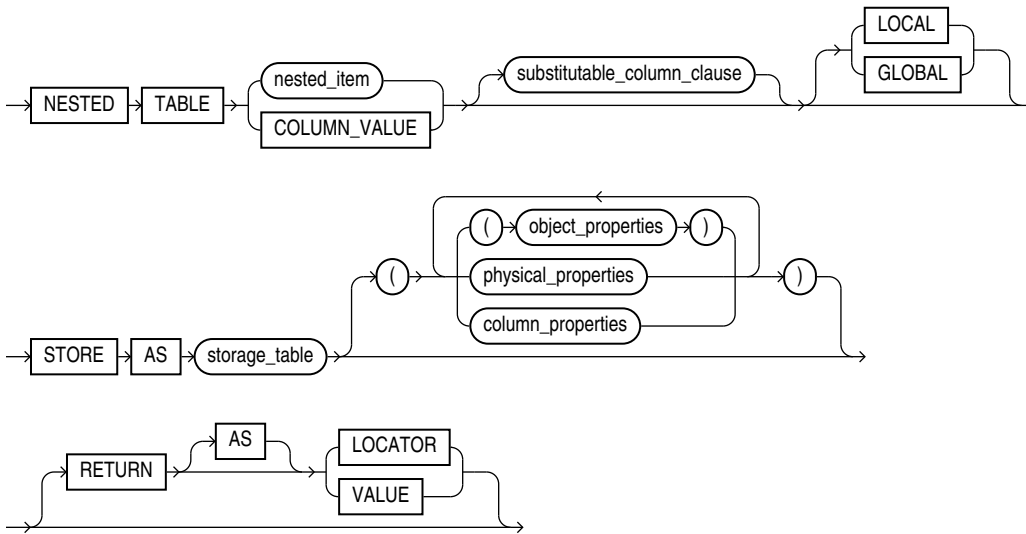 LOCAL
nested_item substitutable_column_clause GLOBAL
NESTED TABLE
COLUMN_VALUE
( object_properties )
( physical_properties )
column_properties
STORE AS storage_table
AS LOCATOR
RETURN
VALUE